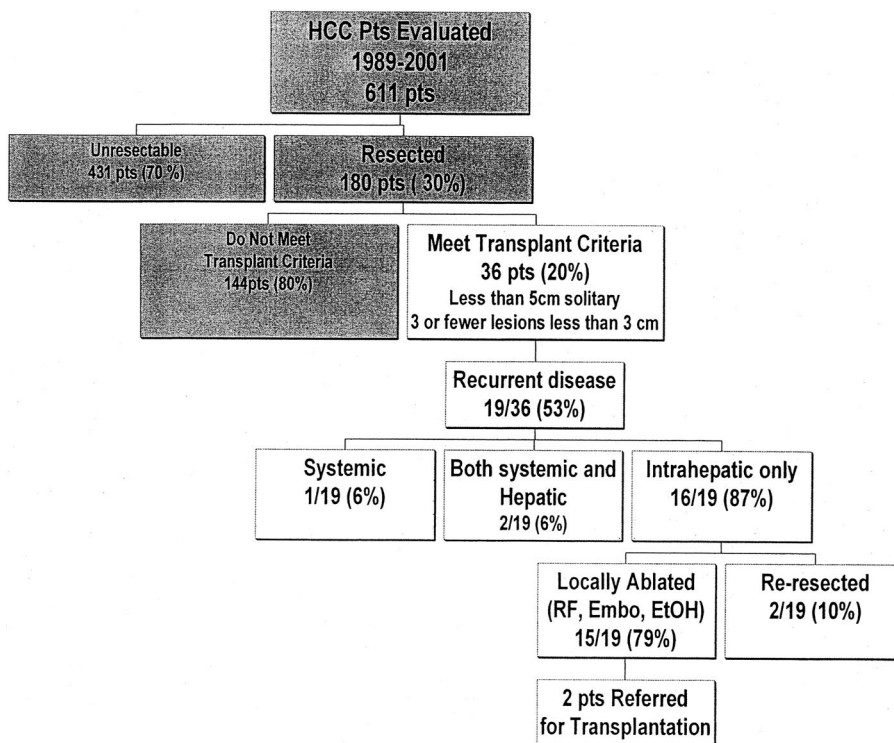 HCC Pts Evaluated
1989-2001
611 pts
Unresectable
431 pts (70 %)
Resected
180 pts ( 30%)
Do Not Meet
Transplant Criteria
144pts (80%)
Meet Transplant Criteria
36 pts (20%)
Less than 5cm solitary
3 or fewer lesions less than 3 cm
Recurrent disease
19/36 (53%)
Systemic
1/19 (6%)
Both systemic and
Hepatic
2/19 (6%)
Intrahepatic only
16/19 (87%)
Locally Ablated
(RF, Embo, EtOH)
15/19 (79%)
Re-resected
2/19 (10%)
2 pts Referred
for Transplantation